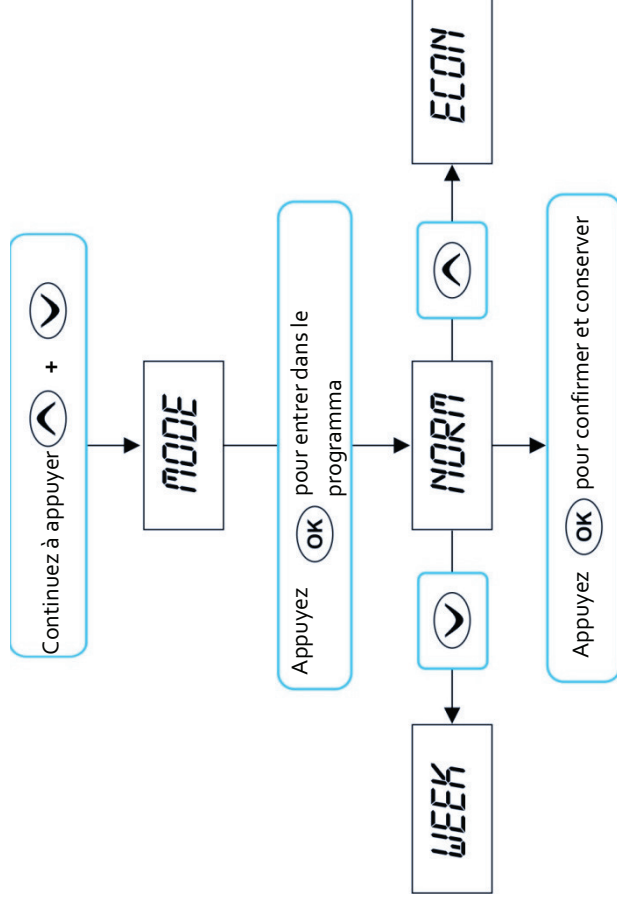 Continuez à appuyer +
MODE
Appuyez OK pour entrer dans le
programma
WEEK NORM ECON
Appuyez OK pour confirmer et conserver